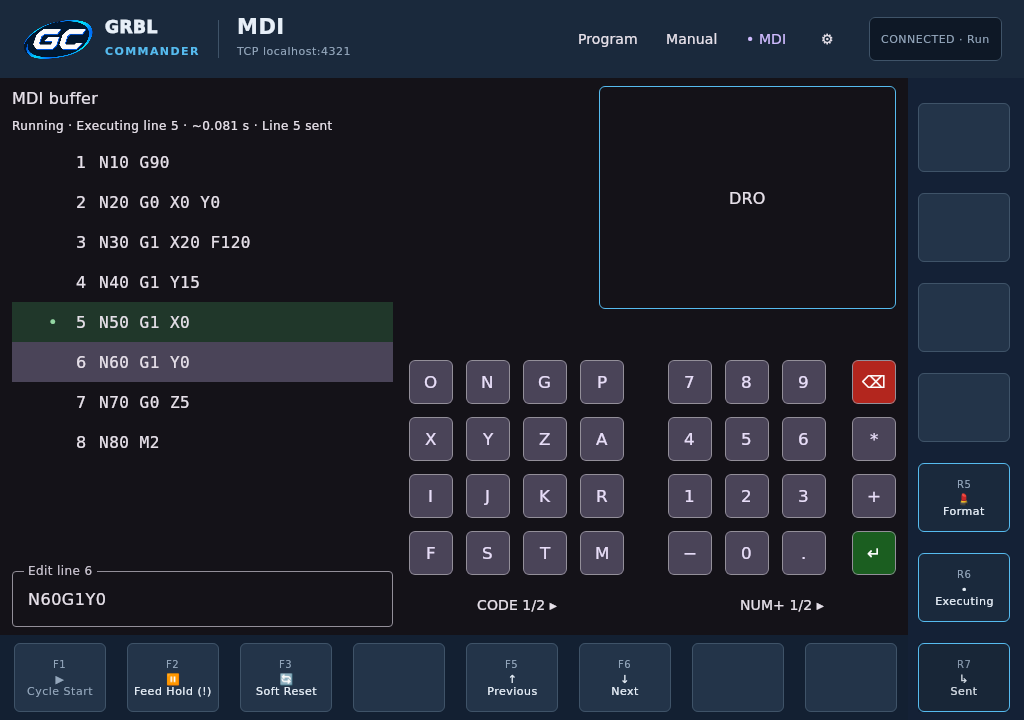 GC
GRBL
COMMANDER
MDI
TCP localhost:4321
Program
Manual
• MDI
⚙
CONNECTED · Run
MDI buffer
Running · Executing line 5 · ~0.081 s · Line 5 sent
1 N10 G90
2 N20 G0 X0 Y0
3 N30 G1 X20 F120
4 N40 G1 Y15
• 5 N50 G1 X0
6 N60 G1 Y0
7 N70 G0 Z5
8 N80 M2
Edit line 6
N60G1Y0
DRO
O N G P 7 8 9 ⌫
X Y Z A 4 5 6 *
I J K R 1 2 3 +
F S T M − 0 . ↵
CODE 1/2 ▸
NUM+ 1/2 ▸
R5
Format
R6
•
Executing
R7
↳
Sent
F1
▶
Cycle Start
F2
⏸
Feed Hold (!)
F3
🔄
Soft Reset
F5
↑
Previous
F6
↓
Next